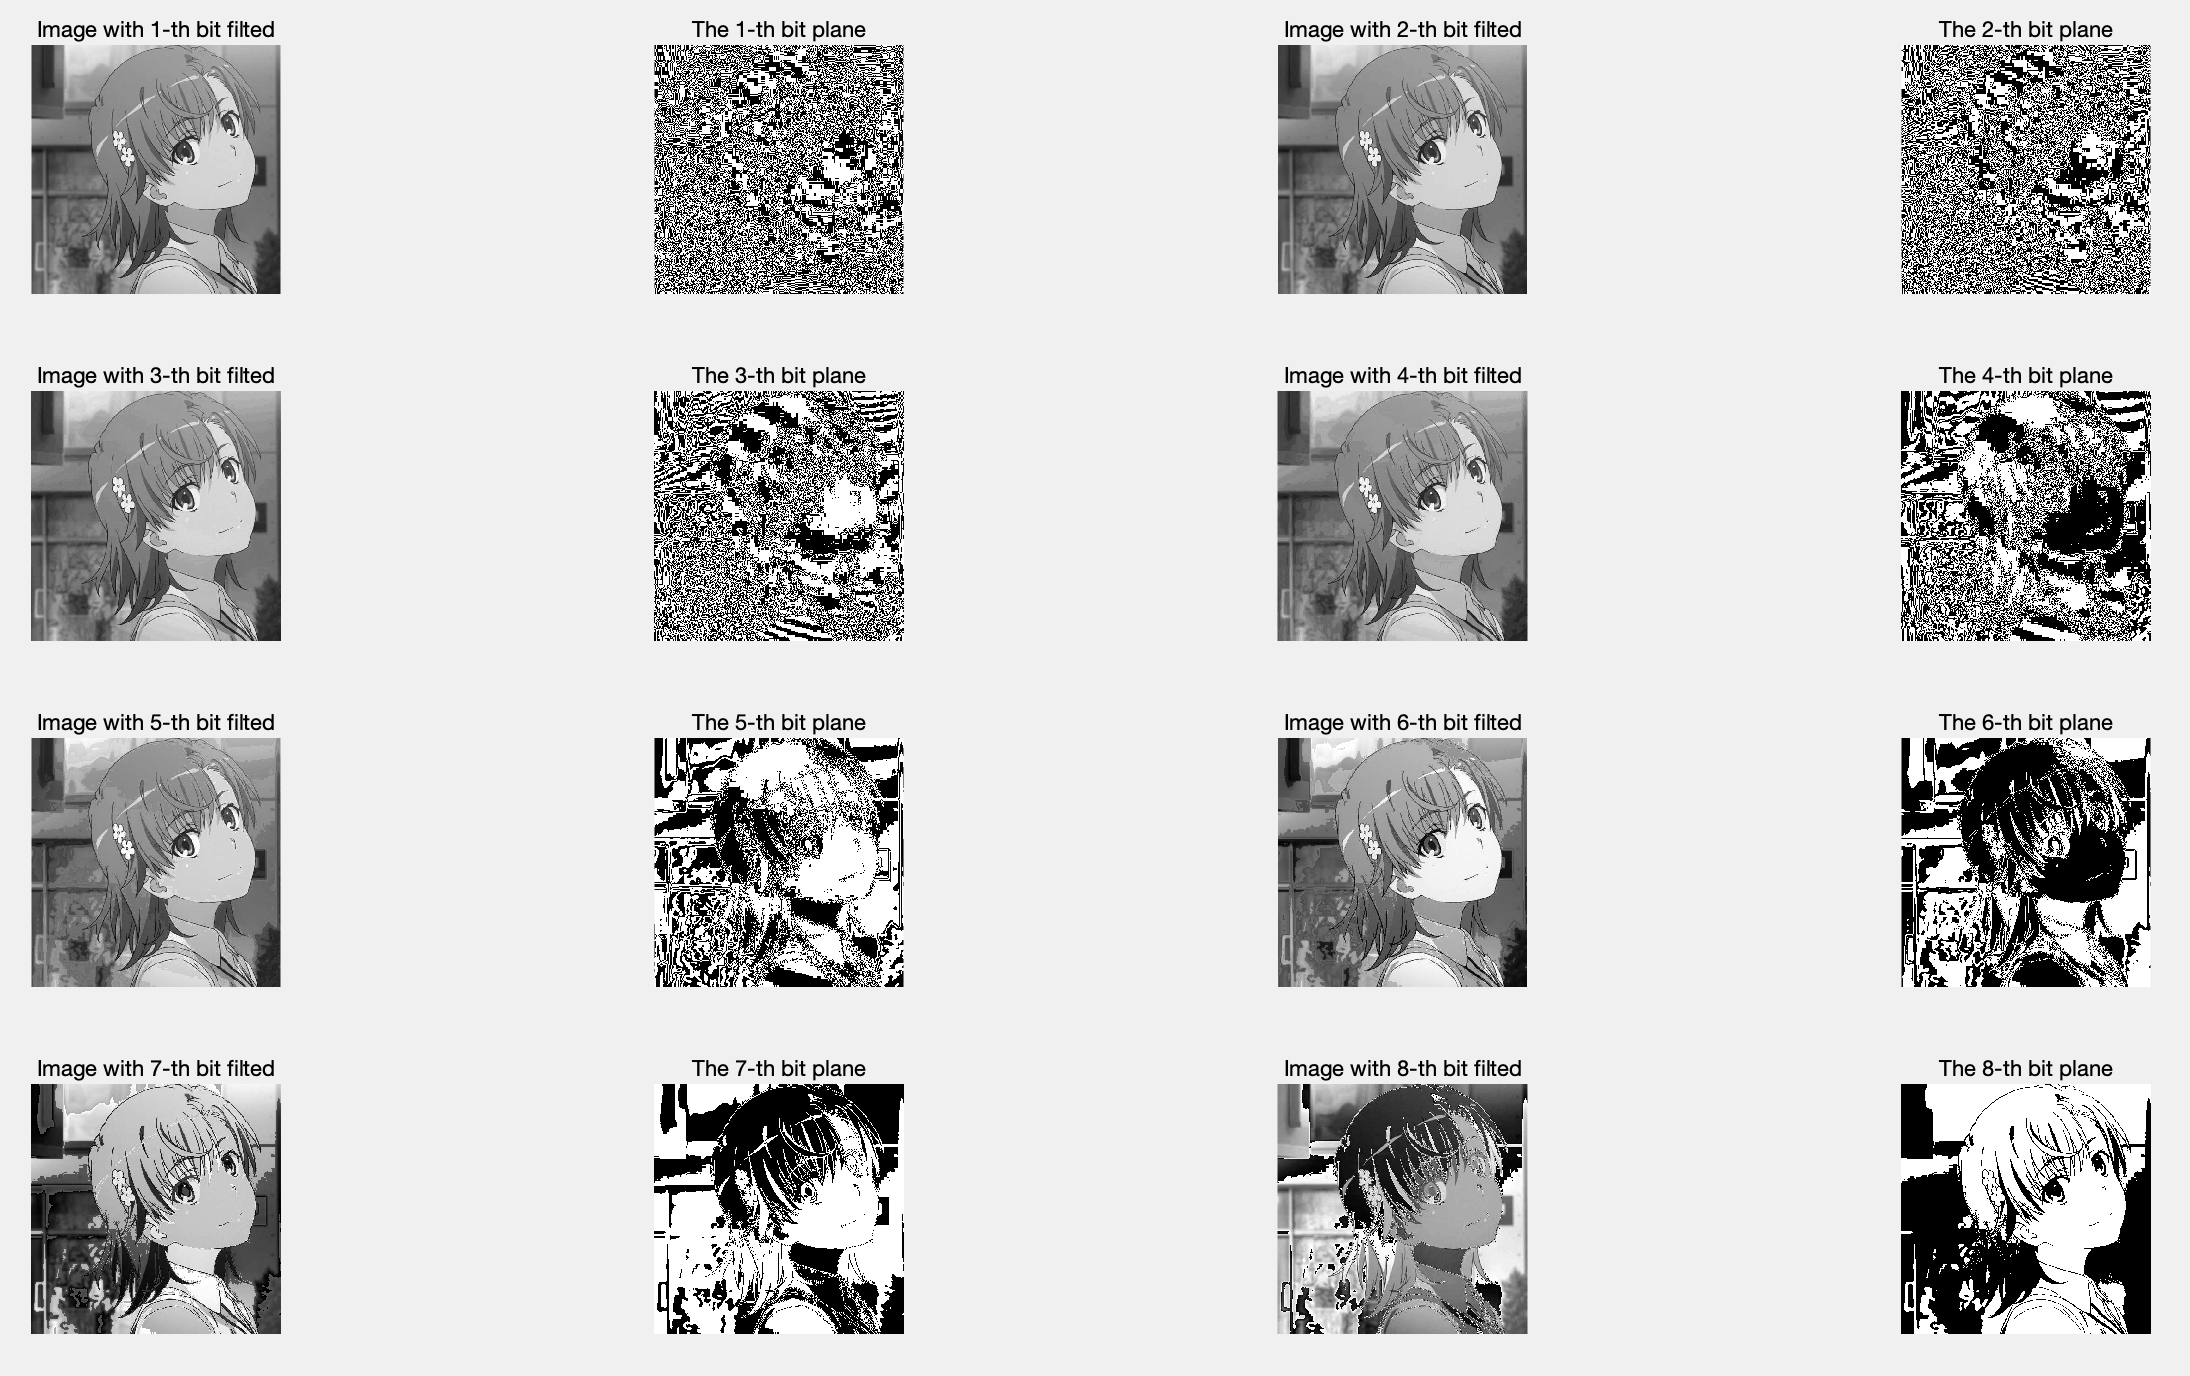 Image with 1-th bit filted
The 1-th bit plane
Image with 2-th bit filted
The 2-th bit plane
Image with 3-th bit filted
The 3-th bit plane
Image with 4-th bit filted
The 4-th bit plane
Image with 5-th bit filted
The 5-th bit plane
Image with 6-th bit filted
The 6-th bit plane
Image with 7-th bit filted
The 7-th bit plane
Image with 8-th bit filted
The 8-th bit plane